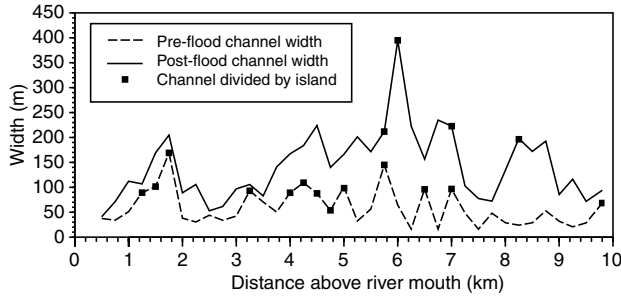 450
400
350
300
250
200
150
100
50
0
Width (m)
Pre-flood channel width
Post-flood channel width
Channel divided by island
0 1 2 3 4 5 6 7 8 9 10
Distance above river mouth (km)